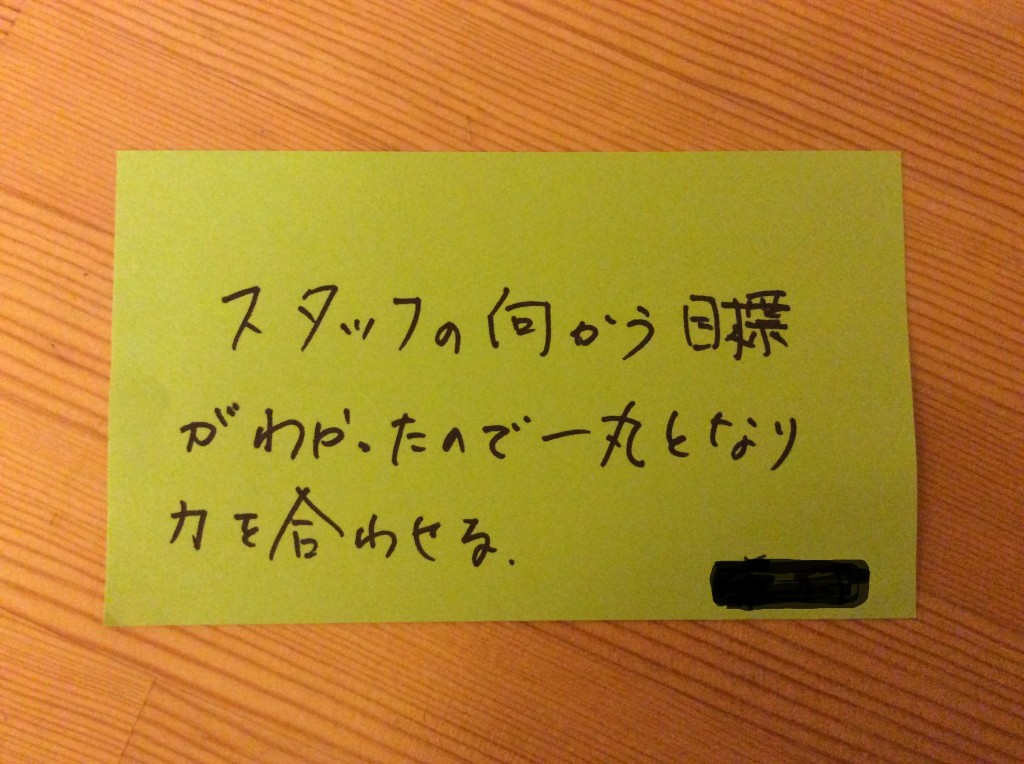 スタッフの向かう目標
がわかったので一丸となり
力を合わせる.